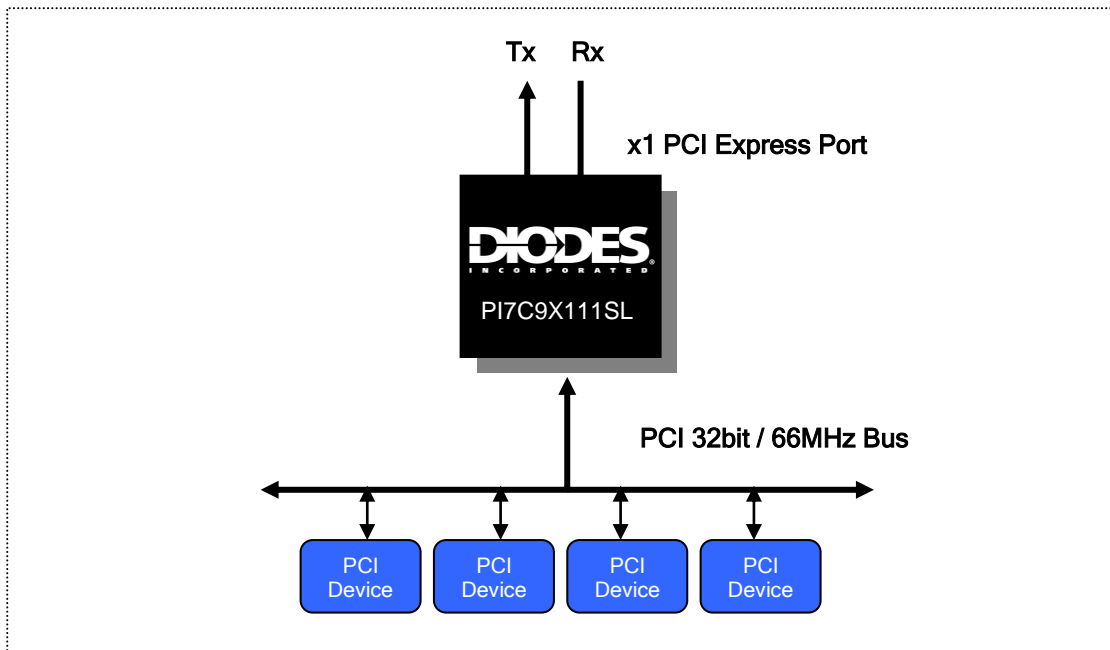 Tx Rx
x1 PCI Express Port
DIODES®
INCORPORATED
PI7C9X111SL
PCI 32bit / 66MHz Bus
PCI
Device
PCI
Device
PCI
Device
PCI
Device